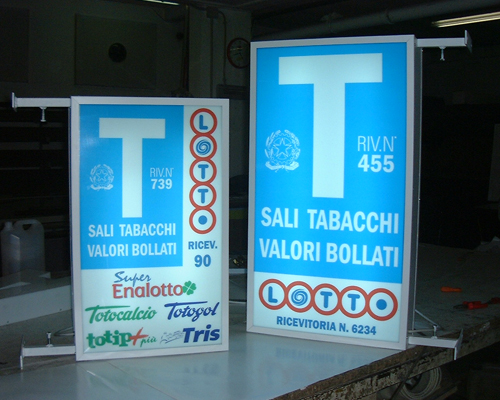 T
RIV.N°
739
SALI TABACCHI
VALORI BOLLATI
LOTTO
RICEV.
90
Super
Enalotto
Totocalcio Totogol
totip+ più Tris
T
RIV.N°
455
SALI TABACCHI
VALORI BOLLATI
LOTTO
RICEVITORIA N. 6234